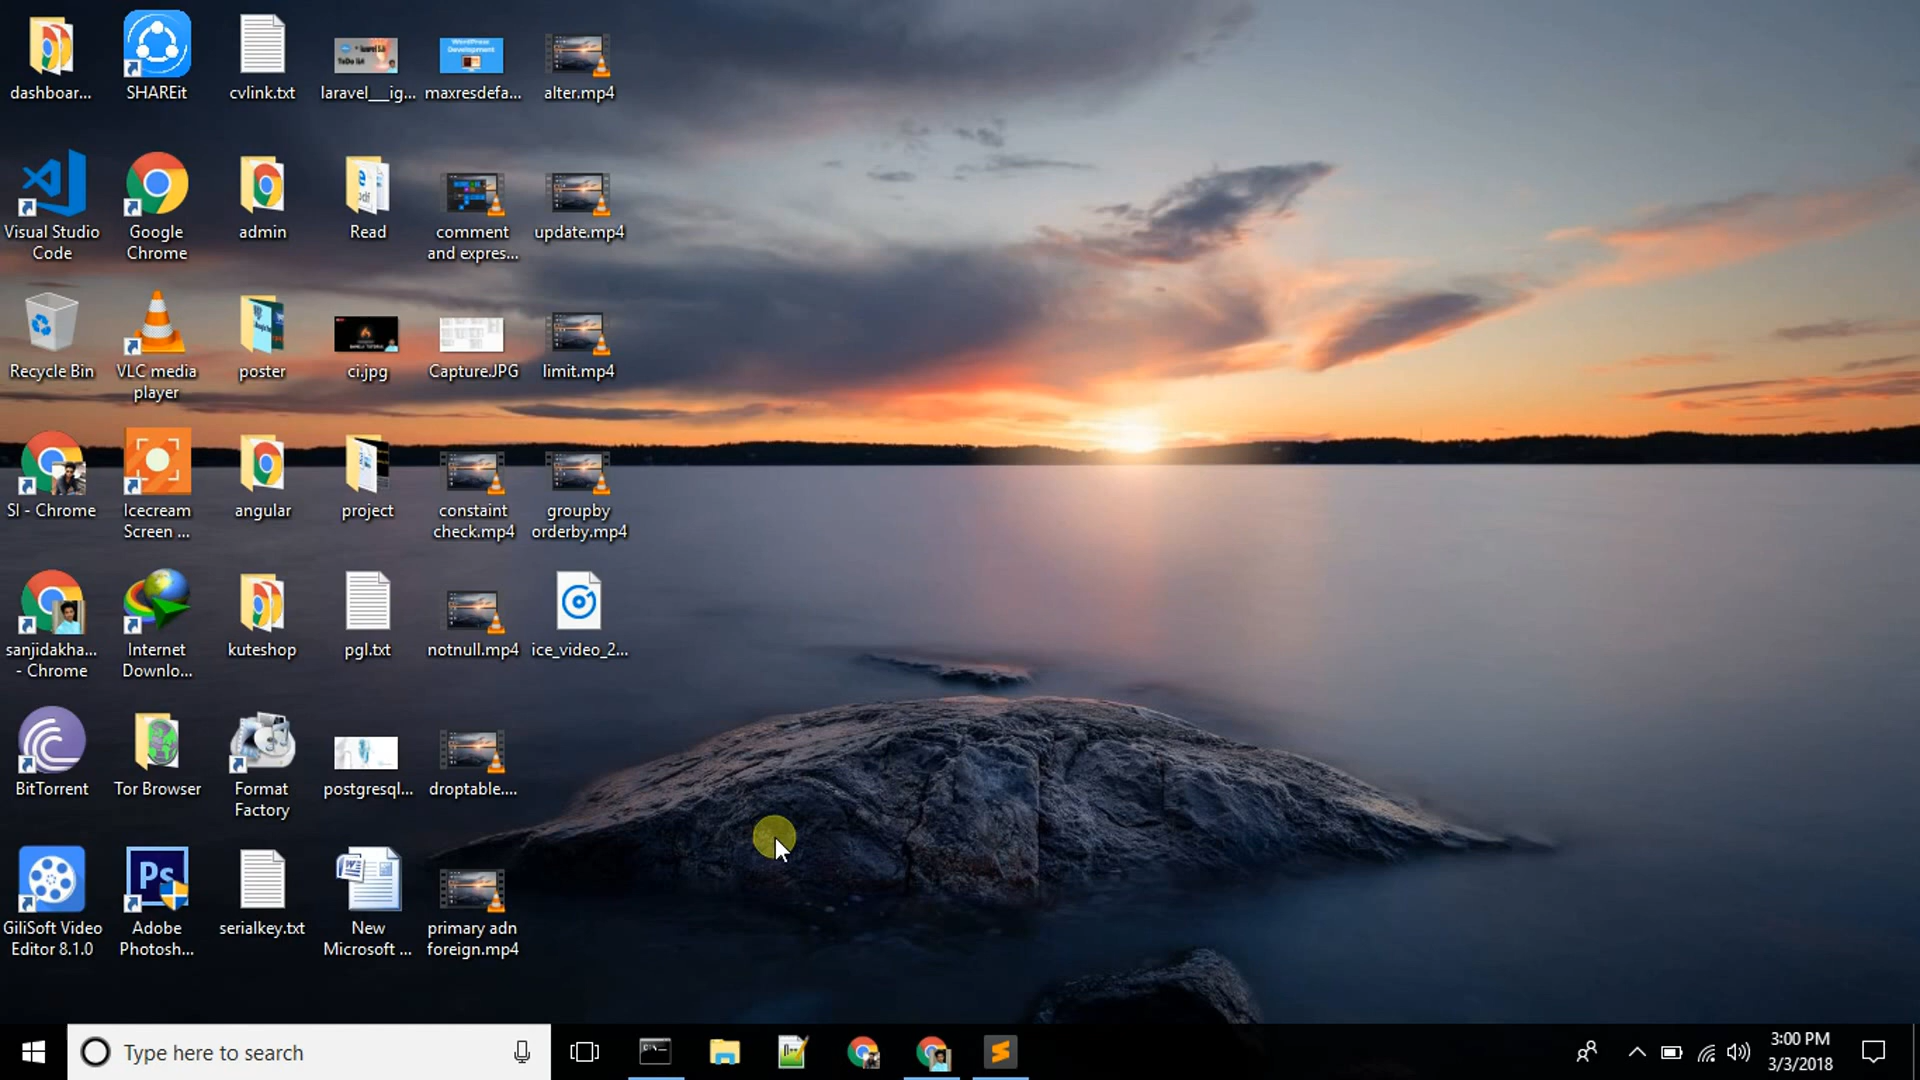 dashboar...
SHAREit
cvlink.txt
laravel__ig...
maxresdefa...
alter.mp4
Visual Studio
Code
Google
Chrome
admin
Read
comment
and expres...
update.mp4
Recycle Bin
VLC media
player
poster
ci.jpg
Capture.JPG
limit.mp4
SI - Chrome
Icecream
Screen ...
angular
project
constaint
check.mp4
groupby
orderby.mp4
sanjidakha...
- Chrome
Internet
Downlo...
kuteshop
pgl.txt
notnull.mp4
ice_video_2...
BitTorrent
Tor Browser
Format
Factory
postgresql...
droptable....
GiliSoft Video
Editor 8.1.0
Ps
Adobe
Photosh...
serialkey.txt
New
Microsoft ...
primary adn
foreign.mp4
Type here to search
3:00 PM
3/3/2018